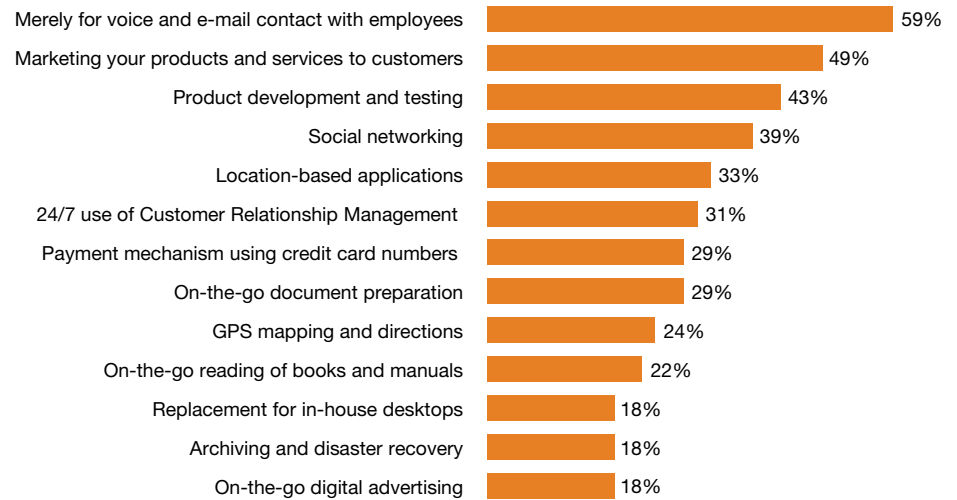 Merely for voice and e-mail contact with employees 59%
Marketing your products and services to customers 49%
Product development and testing 43%
Social networking 39%
Location-based applications 33%
24/7 use of Customer Relationship Management 31%
Payment mechanism using credit card numbers 29%
On-the-go document preparation 29%
GPS mapping and directions 24%
On-the-go reading of books and manuals 22%
Replacement for in-house desktops 18%
Archiving and disaster recovery 18%
On-the-go digital advertising 18%